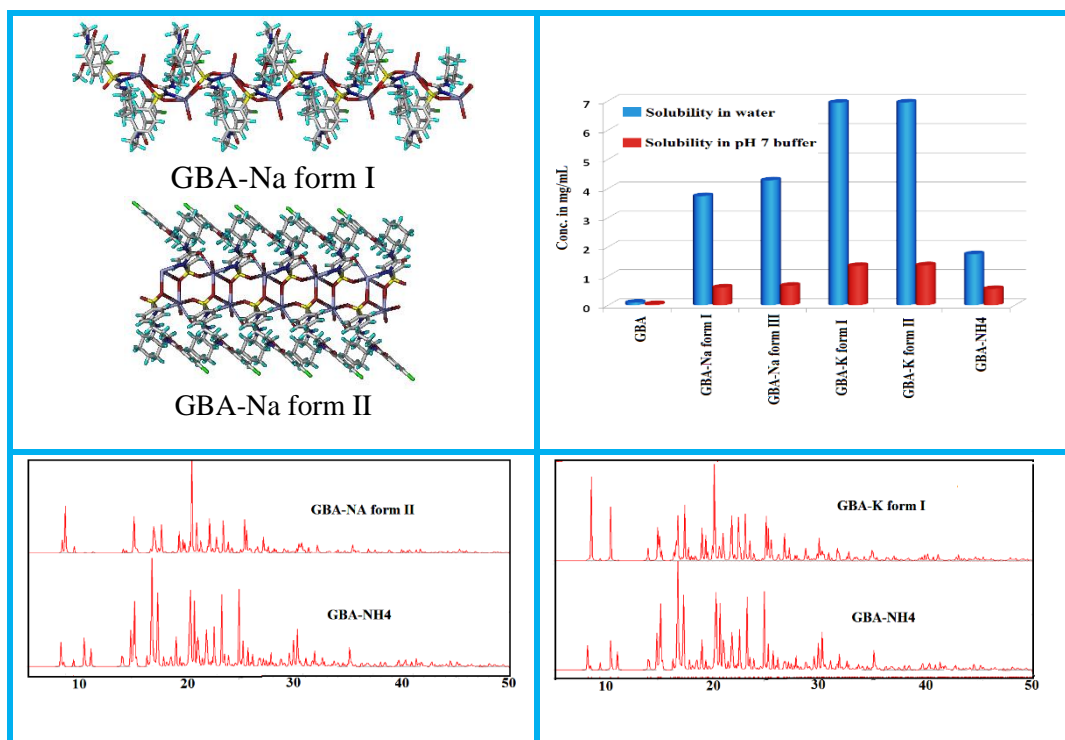 GBA-Na form I
GBA-Na form II
7
6
5
4
3
2
1
0
Conc. in mg/mL
Solubility in water
Solubility in pH 7 buffer
GBA
GBA-Na form I
GBA-Na form III
GBA-K form I
GBA-K form II
GBA-NH4
GBA-NA form II
GBA-NH4
10 20 30 40 50
GBA-K form I
GBA-NH4
10 20 30 40 50